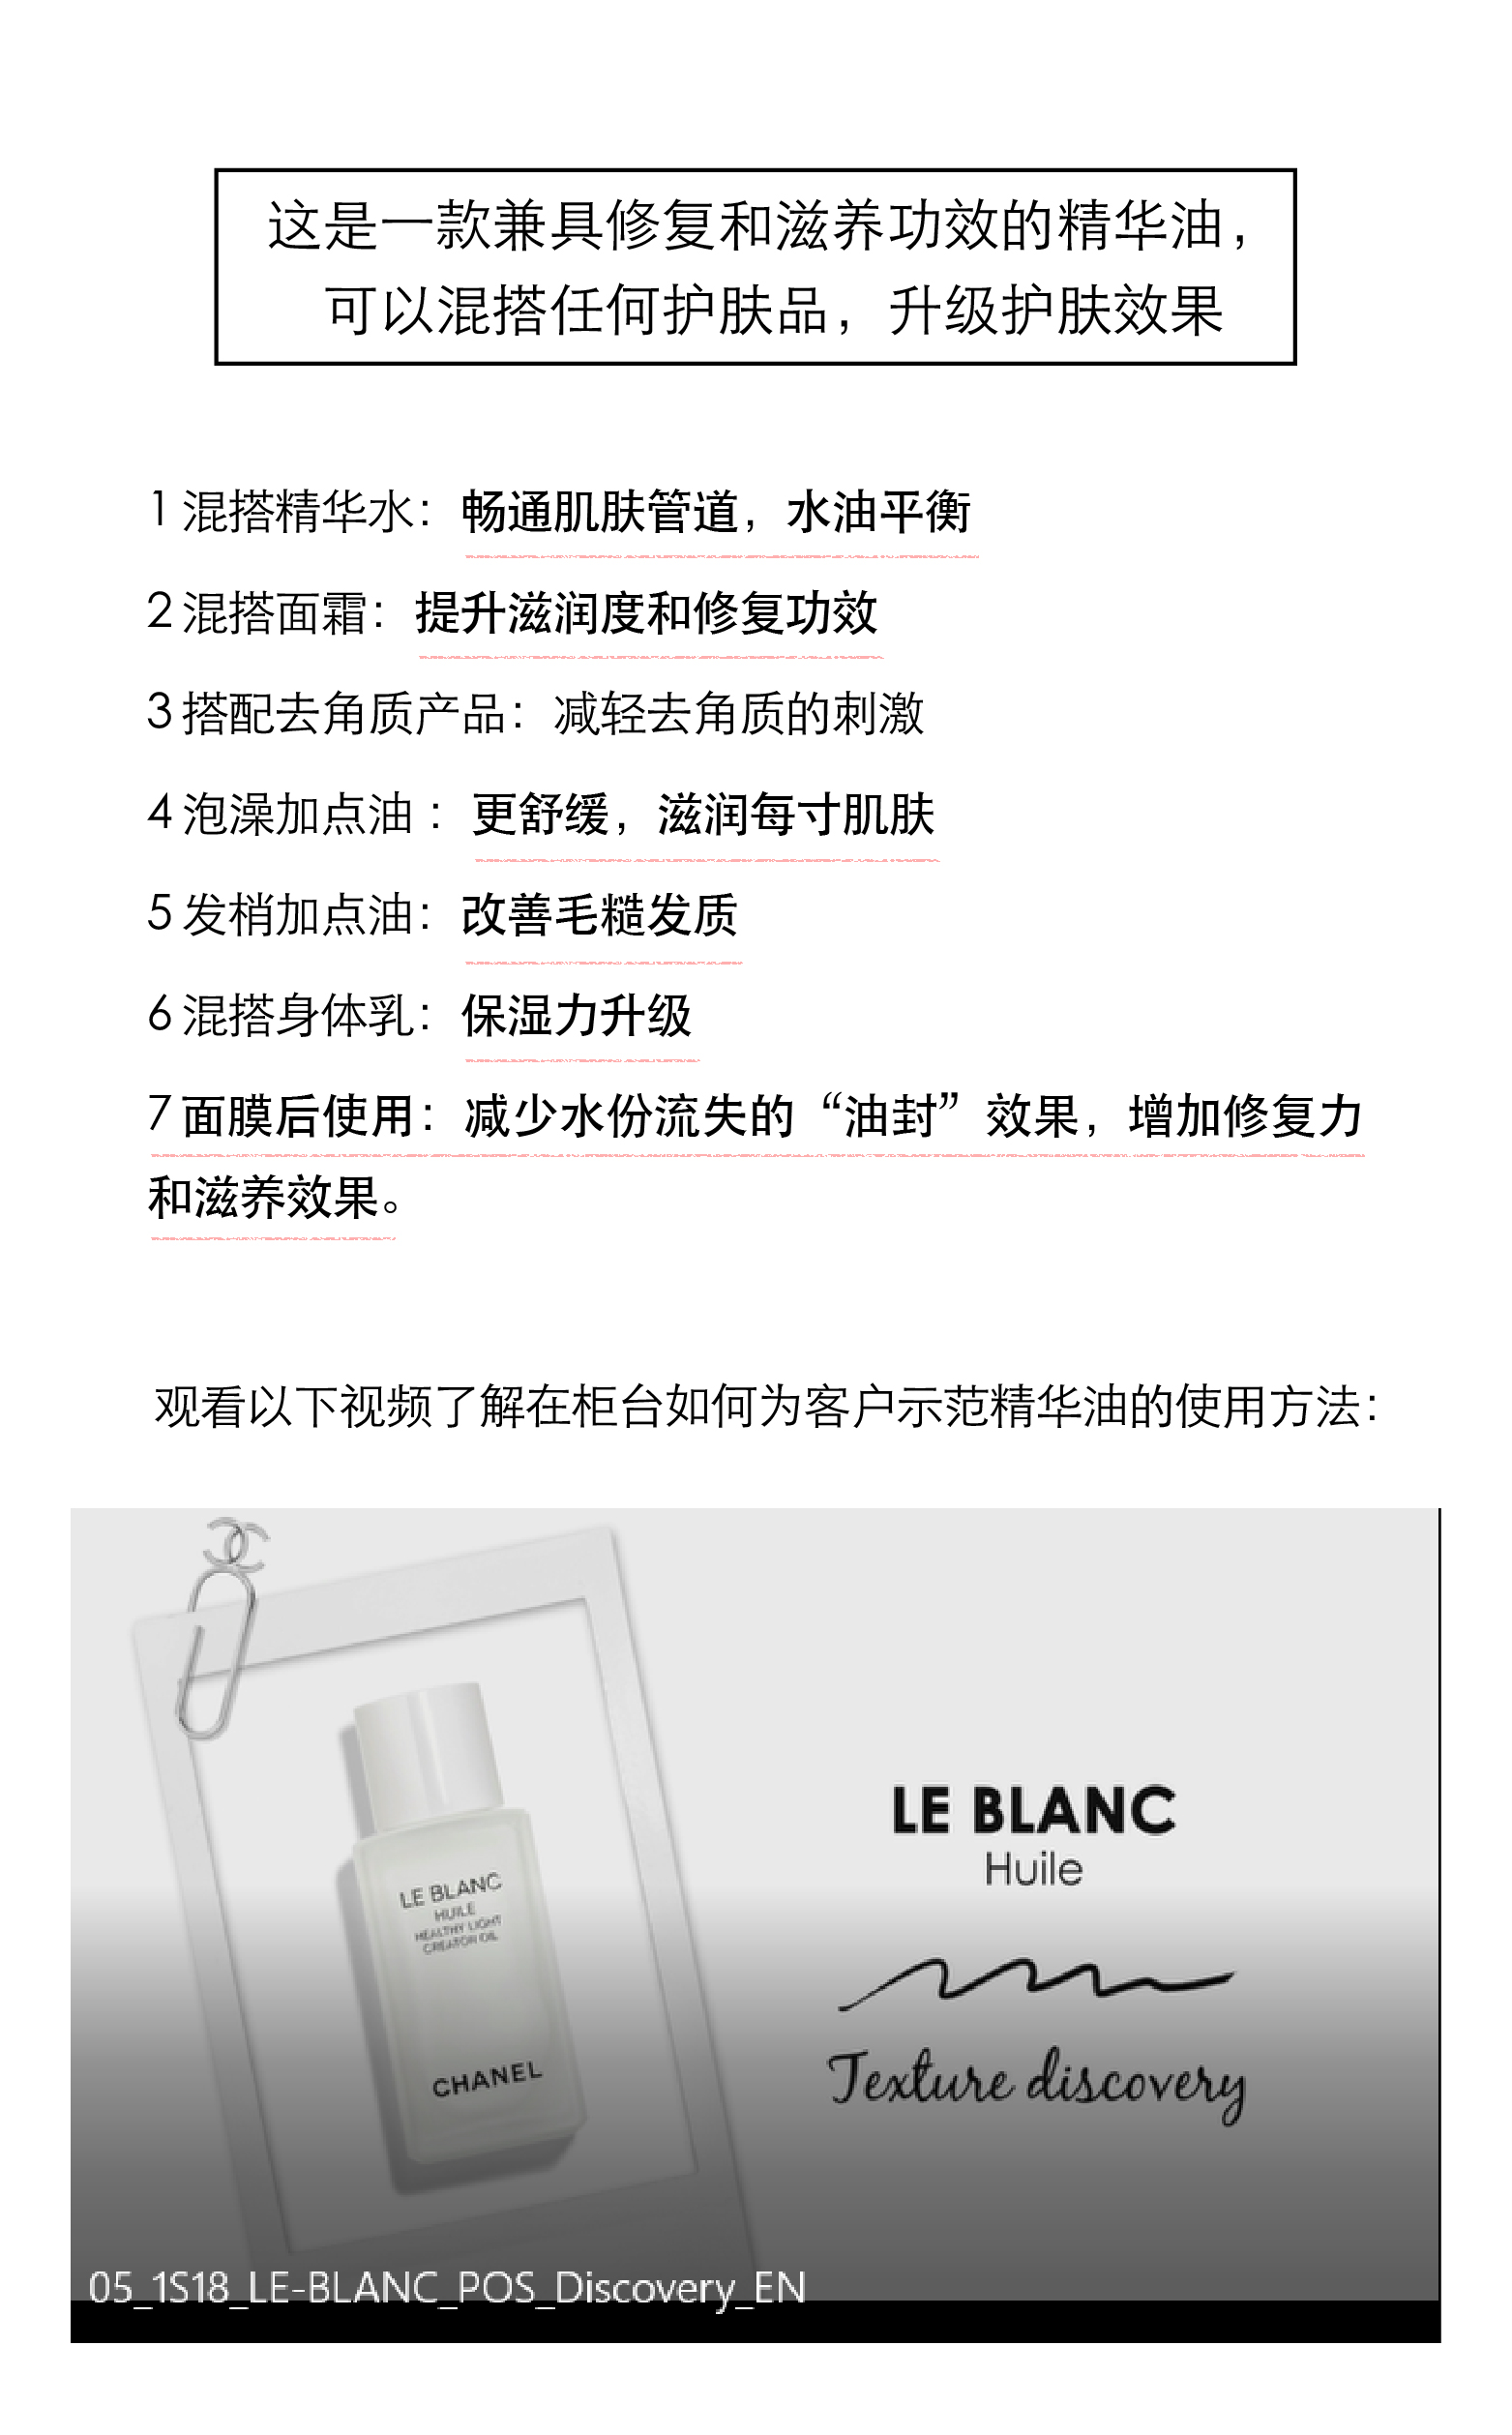 这是一款兼具修复和滋养功效的精华油，
可以混搭任何护肤品，升级护肤效果
1 混搭精华水：畅通肌肤管道，水油平衡
2 混搭面霜：提升滋润度和修复功效
3 搭配去角质产品：减轻去角质的刺激
4 泡澡加点油：更舒缓，滋润每寸肌肤
5 发梢加点油：改善毛糙发质
6 混搭身体乳：保湿力升级
7 面膜后使用：减少水份流失的“油封”效果，增加修复力
和滋养效果。
观看以下视频了解在柜台如何为客户示范精华油的使用方法：
LE BLANC
HUILE
HEALTHY LIGHT
CREATOR OIL
CHANEL
LE BLANC
Huile
Texture discovery
05_1S18_LE-BLANC_POS_Discovery_EN